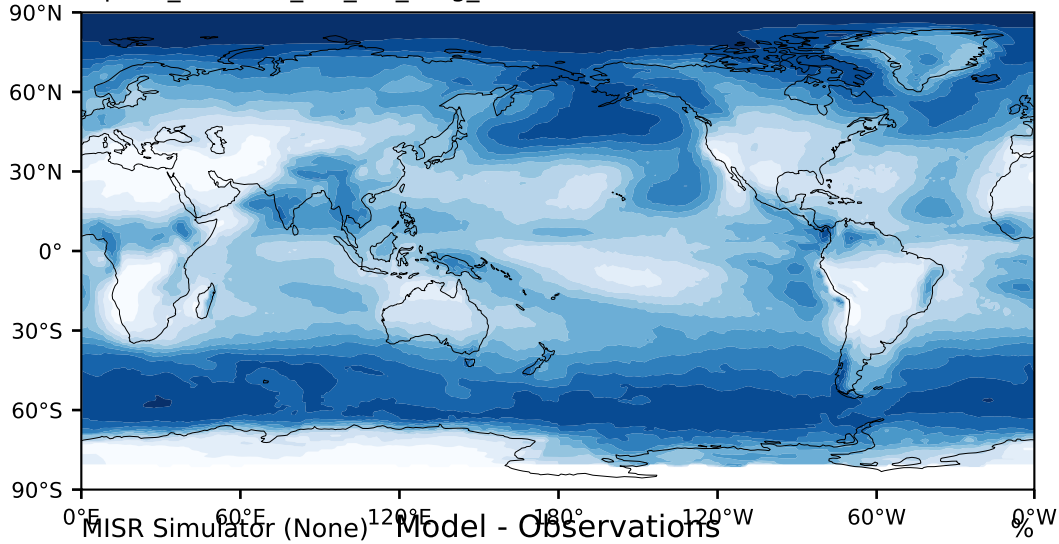 90°N
60°N
30°N
0°
30°S
60°S
90°S
0°E 60°E 120°E 180° 120°W 60°W 0°W
MISR Simulator (None) Model - Observations %